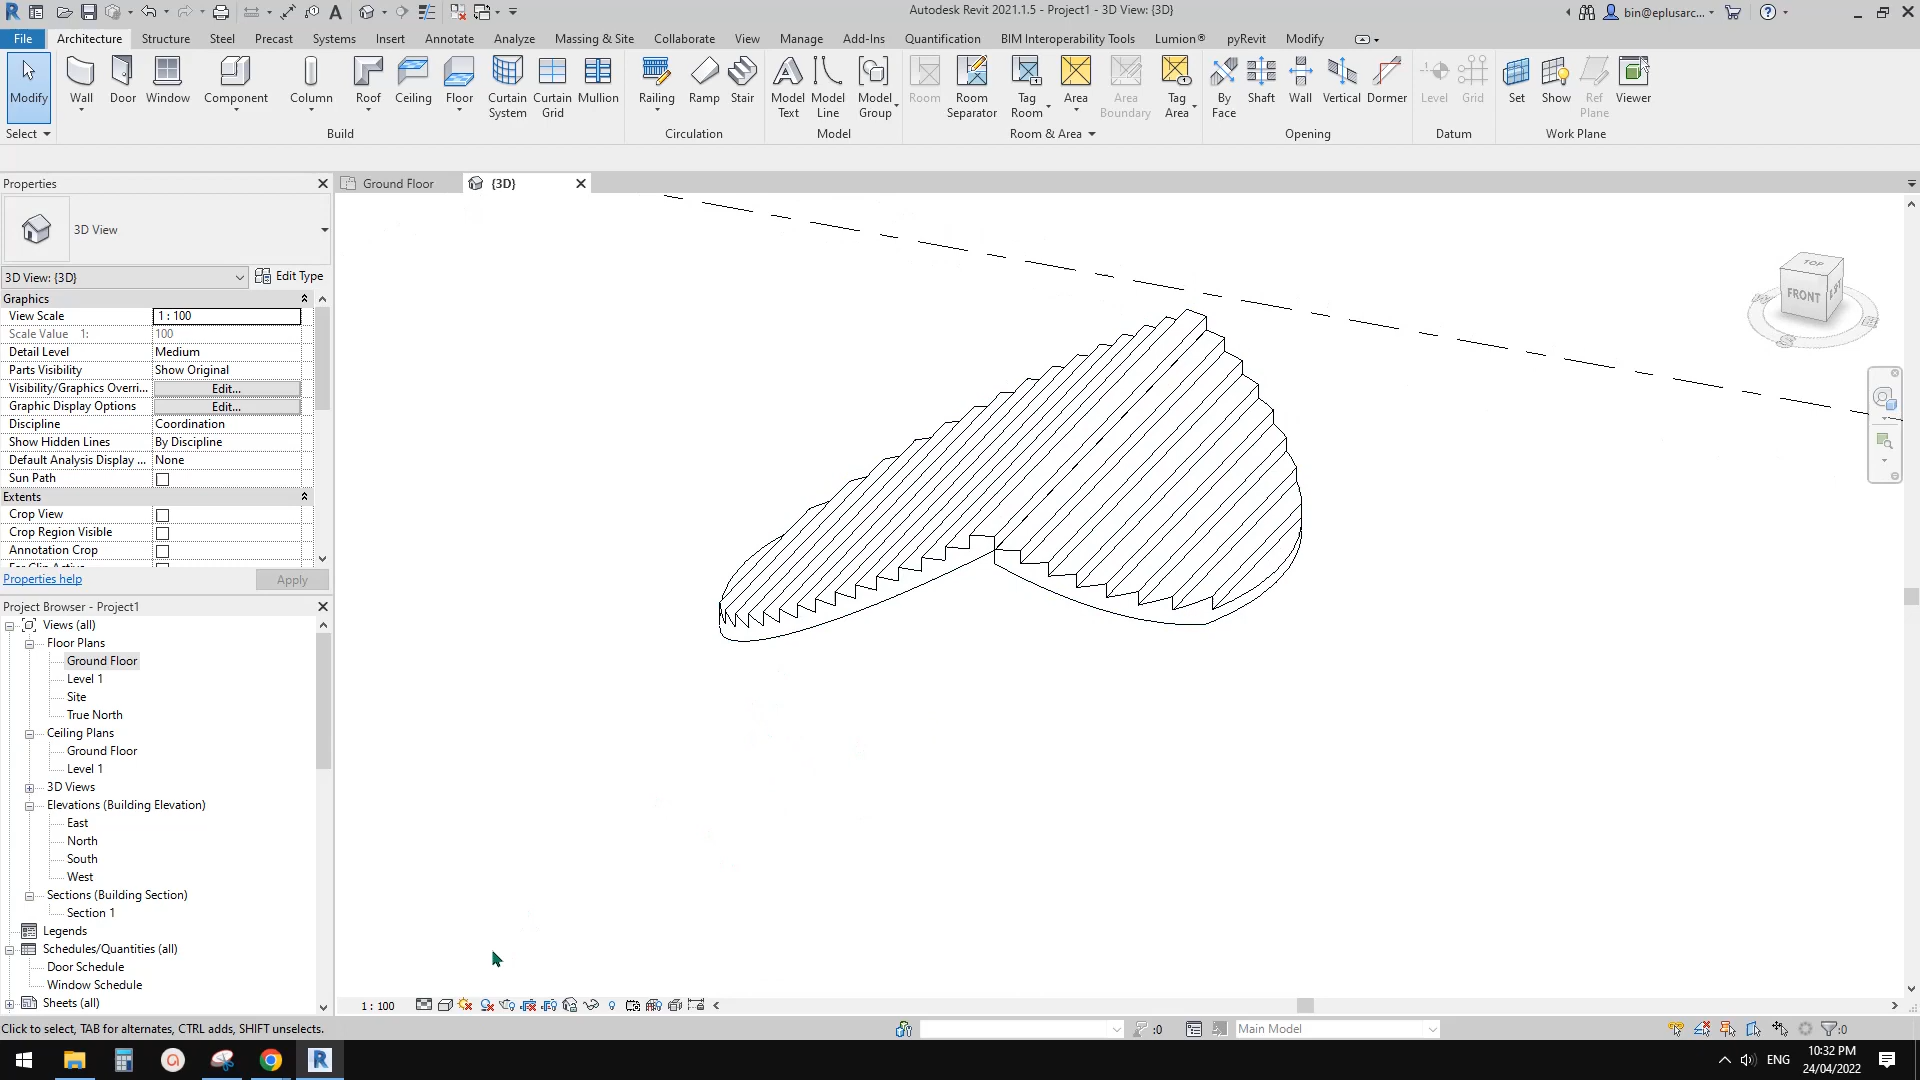 Autodesk Revit 2021.1.5 - Project1 - 3D View: {3D}
bin@eplusarc...
File Architecture Structure Steel Precast Systems Insert Annotate Analyze Massing & Site Collaborate View Manage Add-Ins Quantification BIM Interoperability Tools Lumion® pyRevit Modify
Modify Wall Door Window Component Column Roof Ceiling Floor Curtain System Curtain Grid Mullion Railing Ramp Stair Model Text Model Line Model Group Room Room Separator Tag Room Area Area Boundary Tag Area By Face Shaft Wall Vertical Dormer Level Grid Set Show Ref Plane Viewer
Select Build Circulation Model Room & Area Opening Datum Work Plane
Properties
Ground Floor {3D}
3D View
3D View: {3D} Edit Type
Graphics
View Scale 1 : 100
Scale Value 1: 100
Detail Level Medium
Parts Visibility Show Original
Visibility/Graphics Overri... Edit...
Graphic Display Options Edit...
Discipline Coordination
Show Hidden Lines By Discipline
Default Analysis Display ... None
Sun Path
Extents
Crop View
Crop Region Visible
Annotation Crop
Properties help Apply
TOP
FRONT
Project Browser - Project1
Views (all)
Floor Plans
Ground Floor
Level 1
Site
True North
Ceiling Plans
Ground Floor
Level 1
3D Views
Elevations (Building Elevation)
East
North
South
West
Sections (Building Section)
Section 1
Legends
Schedules/Quantities (all)
Door Schedule
Window Schedule
Sheets (all)
1 : 100
Click to select, TAB for alternates, CTRL adds, SHIFT unselects.
:0
Main Model
:0
ENG
10:32 PM
24/04/2022